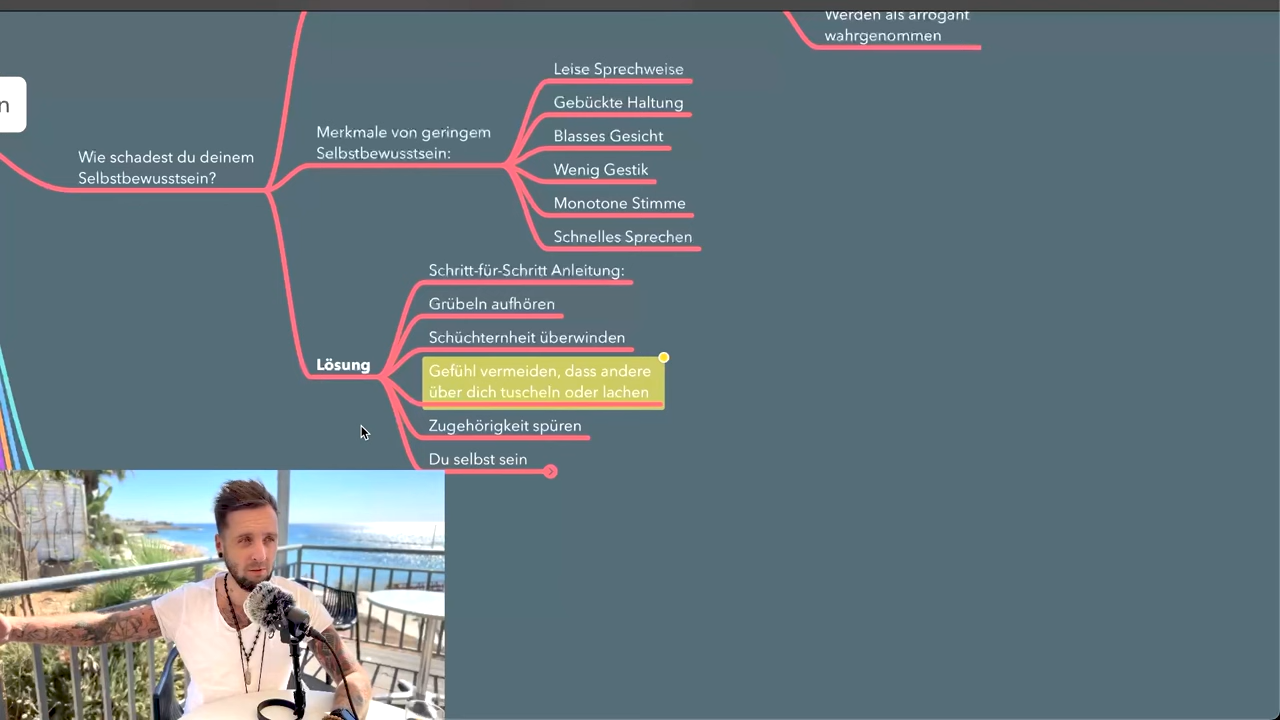 Werden als arrogant
wahrgenommen
n
Wie schadest du deinem
Selbstbewusstsein?
Merkmale von geringem
Selbstbewusstsein:
Leise Sprechweise
Gebückte Haltung
Blasses Gesicht
Wenig Gestik
Monotone Stimme
Schnelles Sprechen
Lösung
Schritt-für-Schritt Anleitung:
Grübeln aufhören
Schüchternheit überwinden
Gefühl vermeiden, dass andere
über dich tuscheln oder lachen
Zugehörigkeit spüren
Du selbst sein